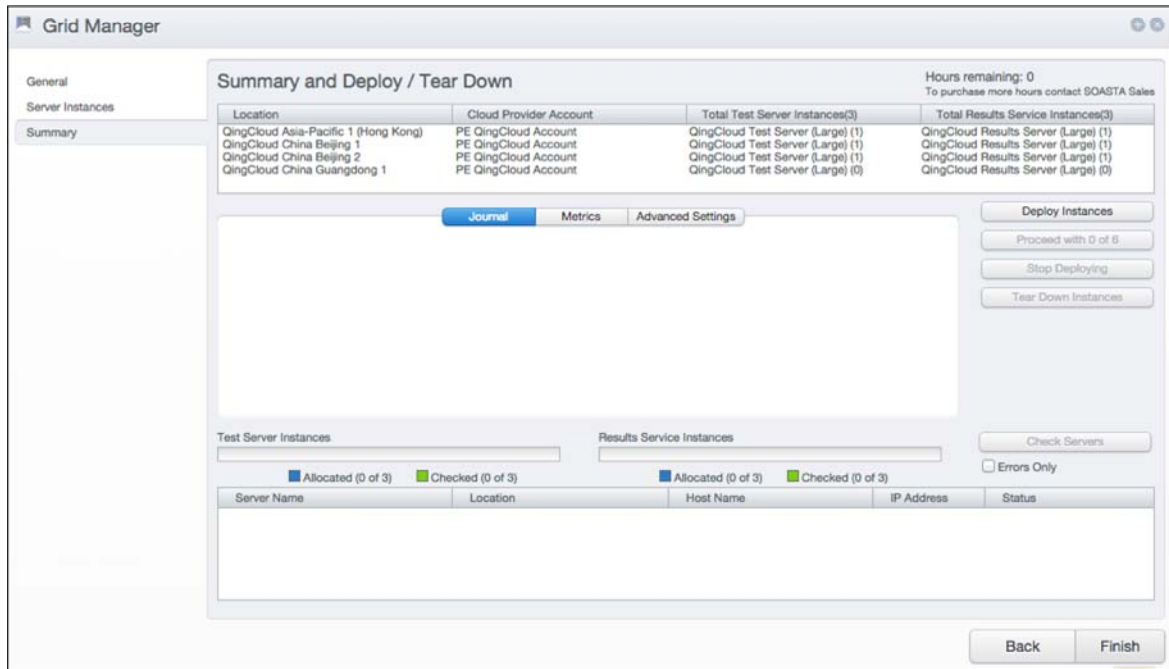 Grid Manager
General
Server Instances
Summary
Summary and Deploy / Tear Down
Hours remaining: 0
To purchase more hours contact SOASTA Sales
Location Cloud Provider Account Total Test Server Instances(3) Total Results Service Instances(3)
QingCloud Asia-Pacific 1 (Hong Kong) PE QingCloud Account QingCloud Test Server (Large) (1) QingCloud Results Server (Large) (1)
QingCloud China Beijing 1 PE QingCloud Account QingCloud Test Server (Large) (1) QingCloud Results Server (Large) (1)
QingCloud China Beijing 2 PE QingCloud Account QingCloud Test Server (Large) (1) QingCloud Results Server (Large) (1)
QingCloud China Guangdong 1 PE QingCloud Account QingCloud Test Server (Large) (0) QingCloud Results Server (Large) (0)
Journal Metrics Advanced Settings
Deploy Instances
Proceed with 0 of 6
Stop Deploying
Tear Down Instances
Test Server Instances Results Service Instances
Check Servers
Errors Only
Allocated (0 of 3) Checked (0 of 3) Allocated (0 of 3) Checked (0 of 3)
Server Name Location Host Name IP Address Status
Back Finish